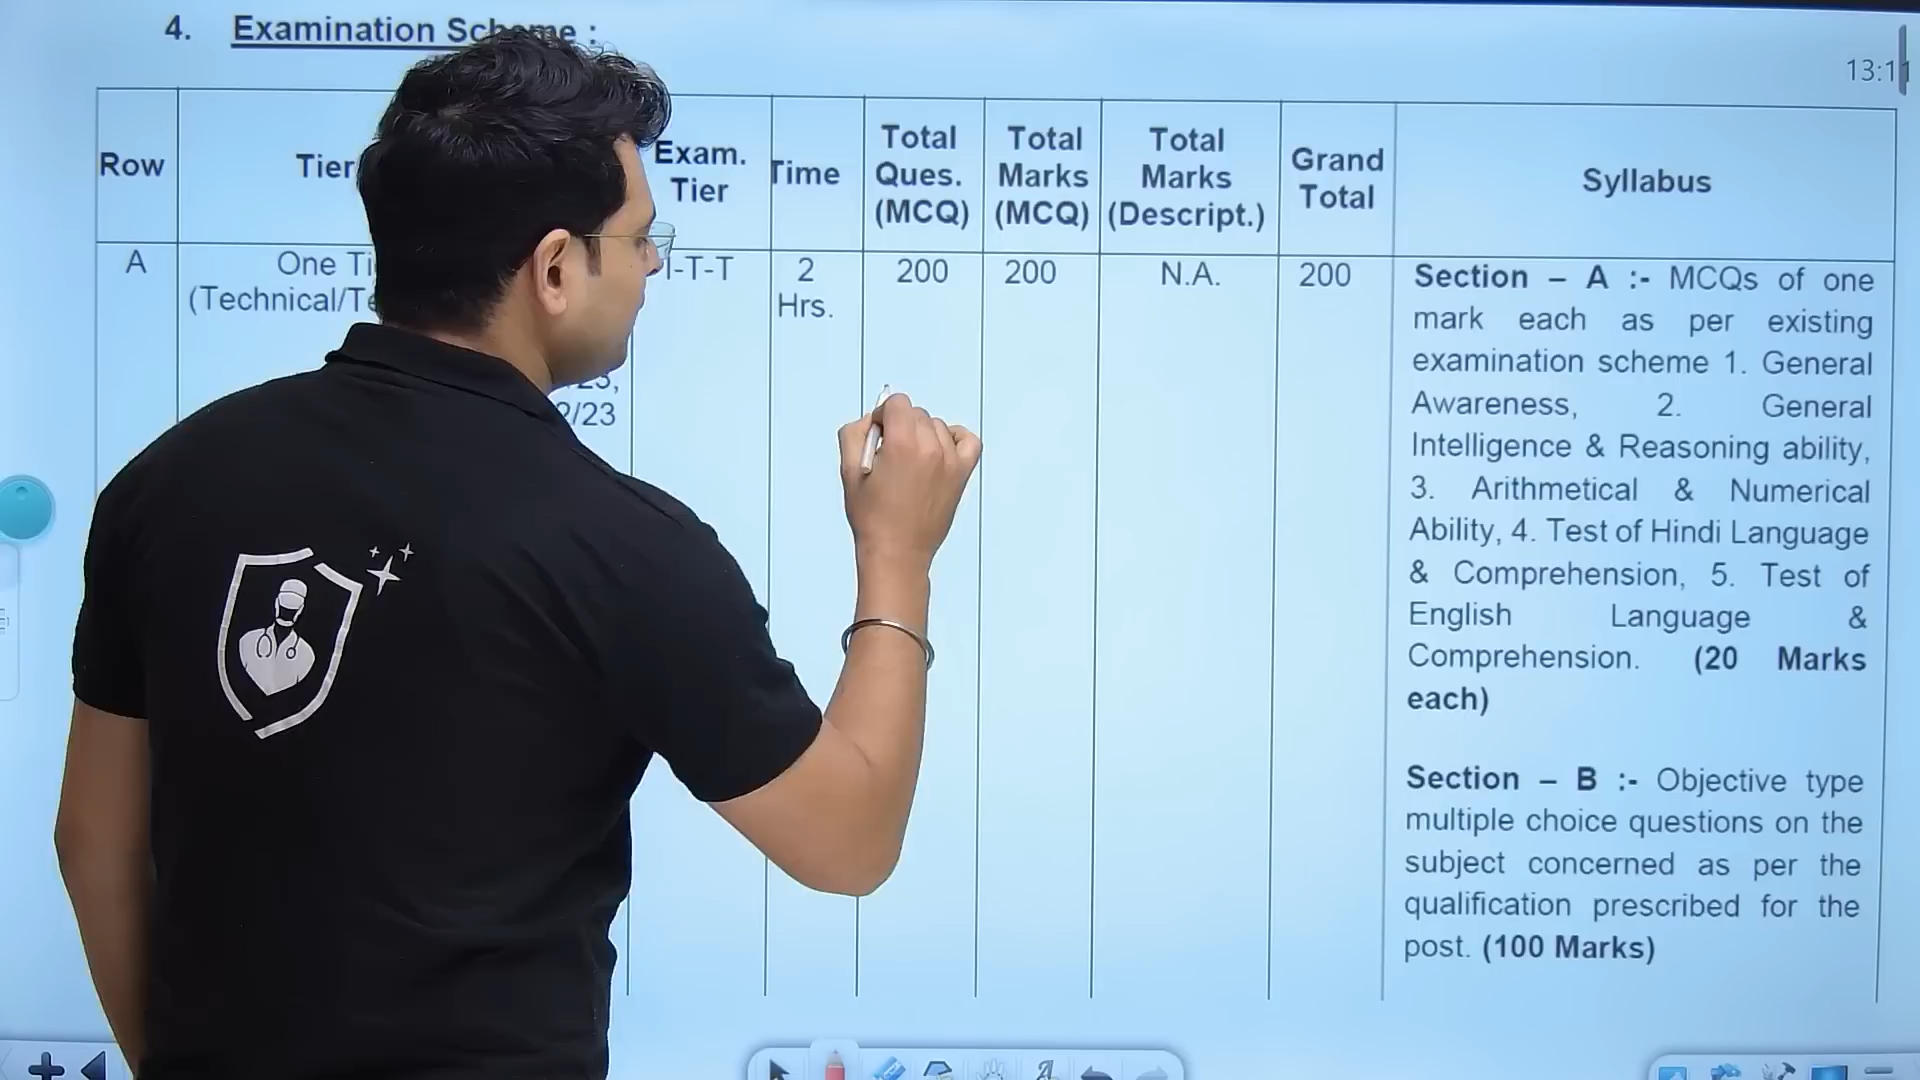 4. Examination Scheme :
13:11
Row
Tier
Exam.
Tier
Time
Total
Ques.
(MCQ)
Total
Marks
(MCQ)
Total
Marks
(Descript.)
Grand
Total
Syllabus
A
One
(Technical/
I-T-T
2
Hrs.
200
200
N.A.
200
2/23
Section – A :- MCQs of one
mark each as per existing
examination scheme 1. General
Awareness, 2. General
Intelligence & Reasoning ability,
3. Arithmetical & Numerical
Ability, 4. Test of Hindi Language
& Comprehension, 5. Test of
English Language &
Comprehension. (20 Marks
each)
Section – B :- Objective type
multiple choice questions on the
subject concerned as per the
qualification prescribed for the
post. (100 Marks)